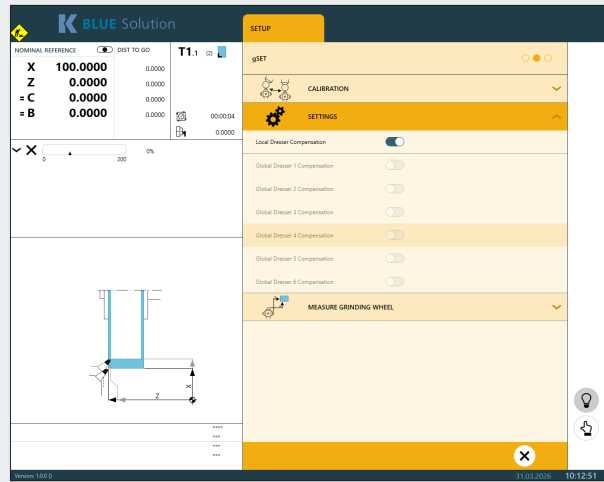 K BLUE Solution
SETUP
NOMINAL REFERENCE DIST TO GO
X 100.0000 0.0000
Z 0.0000 0.0000
= C 0.0000 0.0000
= B 0.0000 0.0000
T1.1 (2)
00:00:04
0.0000
0%
0 200
X
Z
****
***
***
***
gSET
CALIBRATION
SETTINGS
Local Dresser Compensation
Global Dresser 1 Compensation
Global Dresser 2 Compensation
Global Dresser 3 Compensation
Global Dresser 4 Compensation
Global Dresser 5 Compensation
Global Dresser 6 Compensation
MEASURE GRINDING WHEEL
Version: 1.0.0 ()
31.03.2026 10:12:51